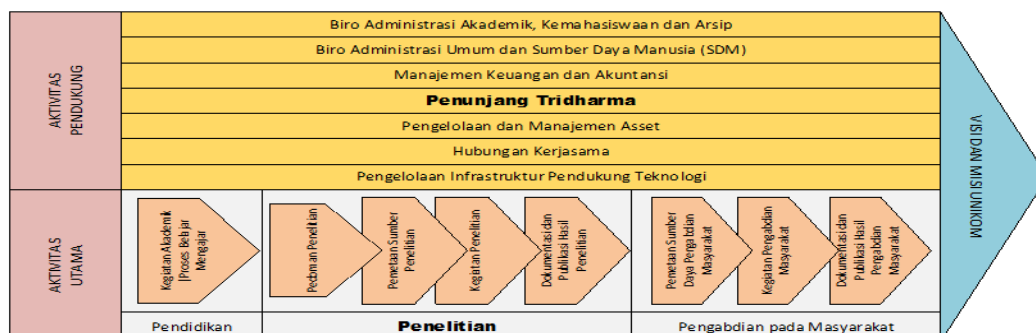 AKTIVITAS
PENDUKUNG
Biro Administrasi Akademik, Kemahasiswaan dan Arsip
Biro Administrasi Umum dan Sumber Daya Manusia (SDM)
Manajemen Keuangan dan Akuntansi
Penunjang Tridharma
Pengelolaan dan Manajemen Asset
Hubungan Kerjasama
Pengelolaan Infrastruktur Pendukung Teknologi
AKTIVITAS
UTAMA
Kegiatan Akademik
(Proses Belajar
Mengajar
Pedoman Penelitian
Pemetaan Sumber
Penelitian
Kegiatan Penelitian
Dokumentasi dan
Publikasi Hasil
Penelitian
Pemetaan Sumber
Daya Pengabdian
Masyarakat
Kegiatan Pengabdian
Masyarakat
Dokumentasi dan
Publikasi Hasil
Pengabdian
Masyarakat
Pendidikan
Penelitian
Pengabdian pada Masyarakat
VISI DAN MISI UNIKOM